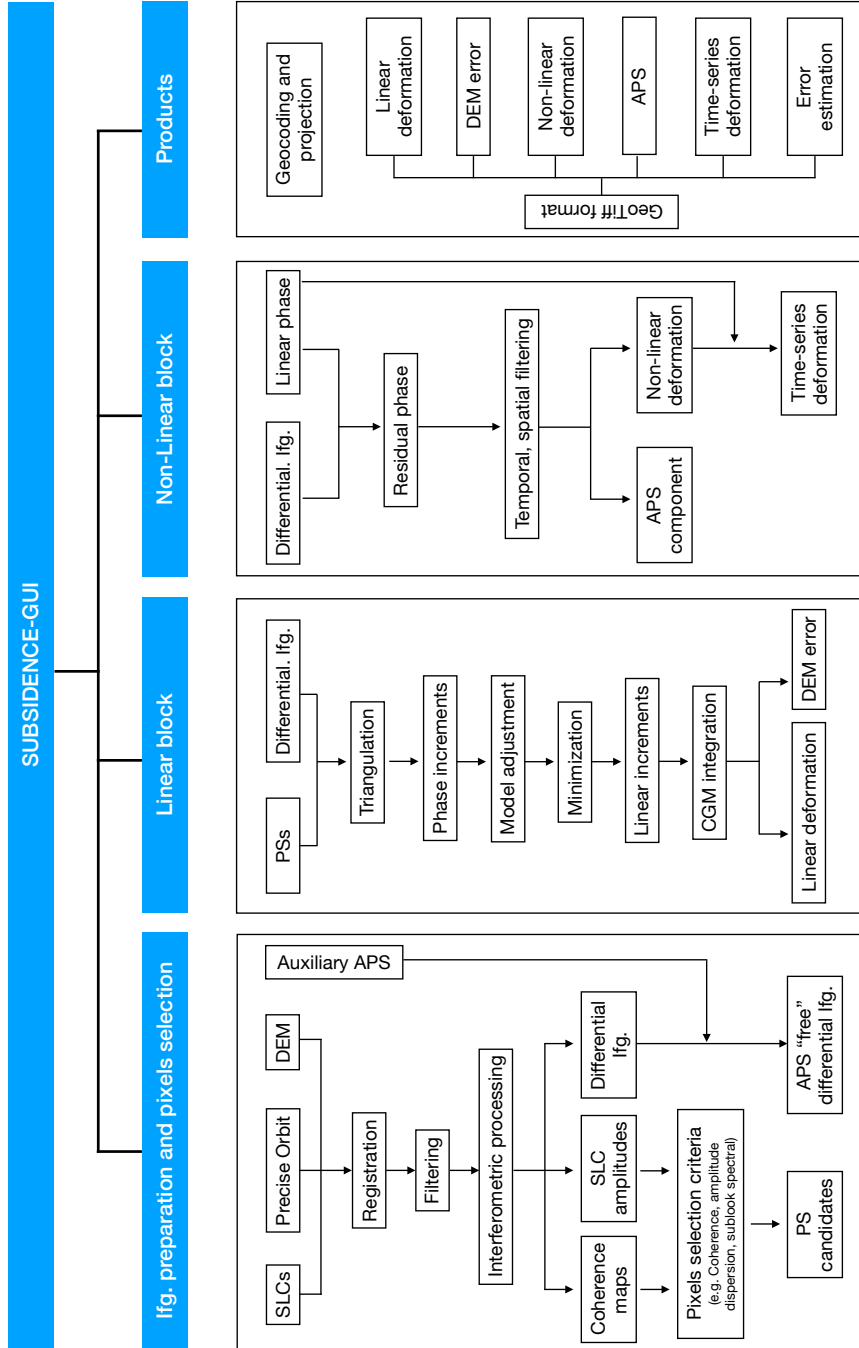 SUBSIDENCE-GUI
Ifg. preparation and pixels selection
Linear block
Non-Linear block
Products
SLCs
Precise Orbit
DEM
Auxiliary APS
Registration
Filtering
Interferometric processing
Coherence
maps
SLC
amplitudes
Differential
Ifg.
Pixels selection criteria
(e.g. Coherence, amplitude
dispersion, sublook spectral)
PS
candidates
APS “free”
differential Ifg.
PSs
Differential. Ifg.
Triangulation
Phase increments
Model adjustment
Minimization
Linear increments
CGM integration
Linear deformation
DEM error
Differential. Ifg.
Linear phase
Residual phase
Temporal, spatial filtering
APS
component
Non-linear
deformation
Time-series
deformation
Geocoding and
projection
GeoTiff format
Linear
deformation
DEM error
Non-linear
deformation
APS
Time-series
deformation
Error
estimation